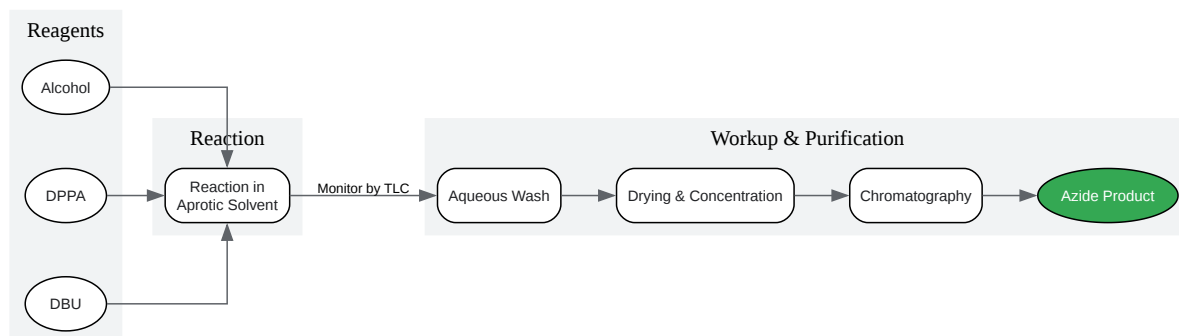 Reagents
Alcohol
Reaction
Workup & Purification
DPPA
Reaction in
Aprotic Solvent
Monitor by TLC
Aqueous Wash
Drying & Concentration
Chromatography
Azide Product
DBU